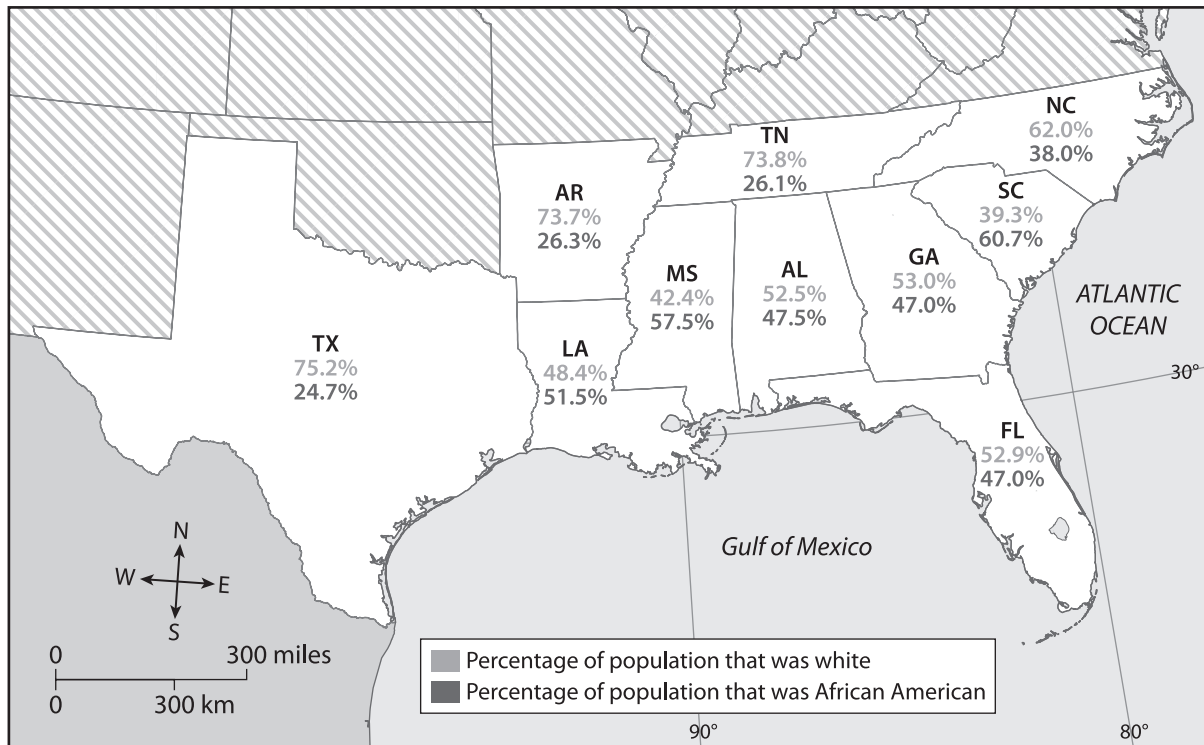 NC
62.0%
38.0%
TN
73.8%
26.1%
AR
73.7%
26.3%
SC
39.3%
60.7%
MS
42.4%
57.5%
AL
52.5%
47.5%
GA
53.0%
47.0%
ATLANTIC
OCEAN
TX
75.2%
24.7%
LA
48.4%
51.5%
30°
FL
52.9%
47.0%
Gulf of Mexico
N
W E
S
0 300 miles
0 300 km
Percentage of population that was white
Percentage of population that was African American
90°
80°